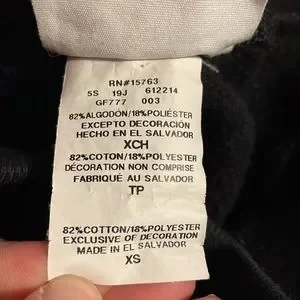 RN#15763
5S 19J 612214
GF777 003
82%ALGODÓN/18%POLIÉSTER
EXCEPTO DECORACIÓN
HECHO EN EL SALVADOR
XCH
82%COTON/18%POLYESTER
DÉCORATION NON COMPRISE
FABRIQUÉ AU SALVADOR
TP
82%COTTON/18%POLYESTER
EXCLUSIVE OF DECORATION
MADE IN EL SALVADOR
XS